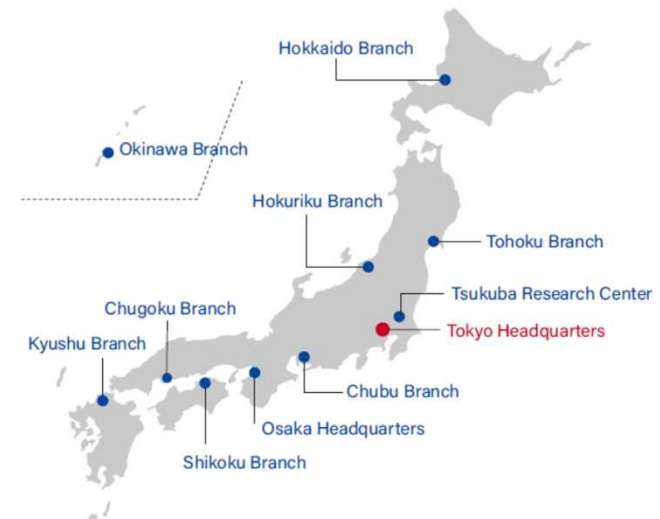 Hokkaido Branch
Okinawa Branch
Hokuriku Branch
Tohoku Branch
Tsukuba Research Center
Chugoku Branch
Tokyo Headquarters
Kyushu Branch
Chubu Branch
Osaka Headquarters
Shikoku Branch